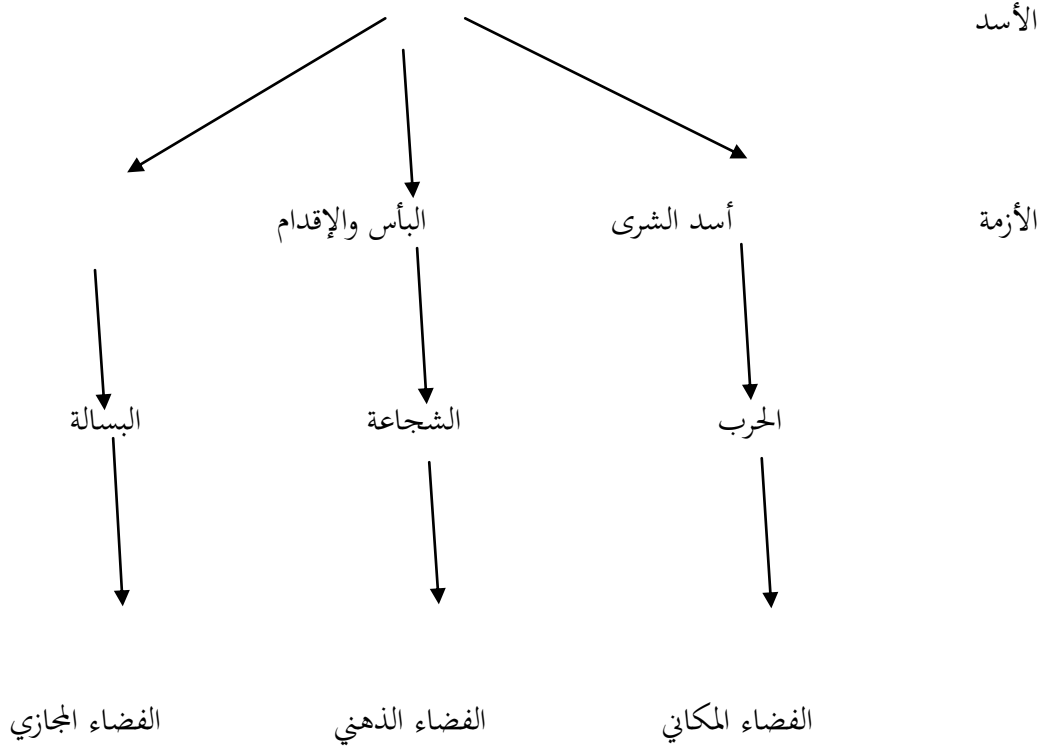 الأسد
الأزمة أسد الشرى البأس والإقدام
الحرب الشجاعة البسالة
الفضاء المكاني الفضاء الذهني الفضاء المجازي